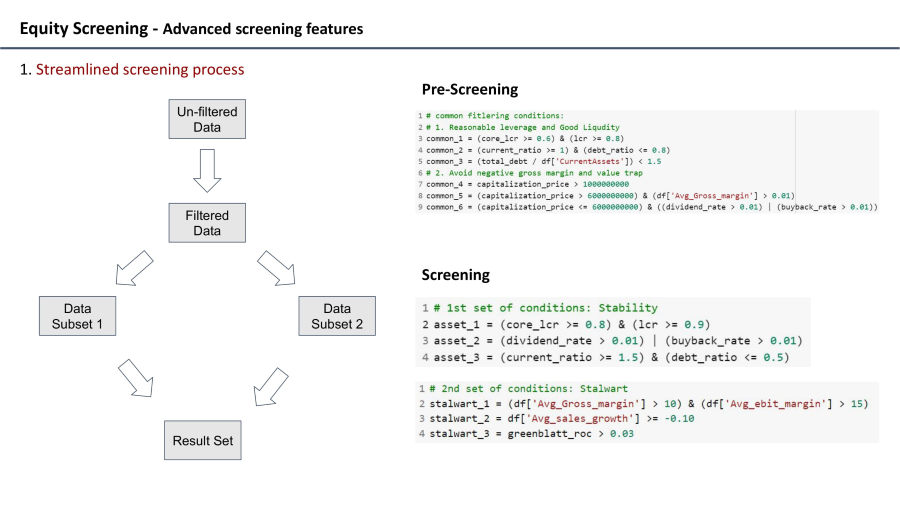 Equity Screening - Advanced screening features
1. Streamlined screening process
Un-filtered
Data
Filtered
Data
Data
Subset 1
Data
Subset 2
Result Set
Pre-Screening
1 # common fitlering conditions:
2 # 1. Reasonable leverage and Good Liqudity
3 common_1 = (core_lcr >= 0.6) & (lcr >= 0.8)
4 common_2 = (current_ratio >= 1) & (debt_ratio <= 0.8)
5 common_3 = (total_debt / df['CurrentAssets']) < 1.5
6 # 2. Avoid negative gross margin and value trap
7 common_4 = capitalization_price > 1000000000
8 common_5 = (capitalization_price > 6000000000) & (df['Avg_Gross_margin'] > 0.01)
9 common_6 = (capitalization_price <= 6000000000) & ((dividend_rate > 0.01) | (buyback_rate > 0.01))
Screening
1 # 1st set of conditions: Stability
2 asset_1 = (core_lcr >= 0.8) & (lcr >= 0.9)
3 asset_2 = (dividend_rate > 0.01) | (buyback_rate > 0.01)
4 asset_3 = (current_ratio >= 1.5) & (debt_ratio <= 0.5)
1 # 2nd set of conditions: Stalwart
2 stalwart_1 = (df['Avg_Gross_margin'] > 10) & (df['Avg_ebit_margin'] > 15)
3 stalwart_2 = df['Avg_sales_growth'] >= -0.10
4 stalwart_3 = greenblatt_roc > 0.03